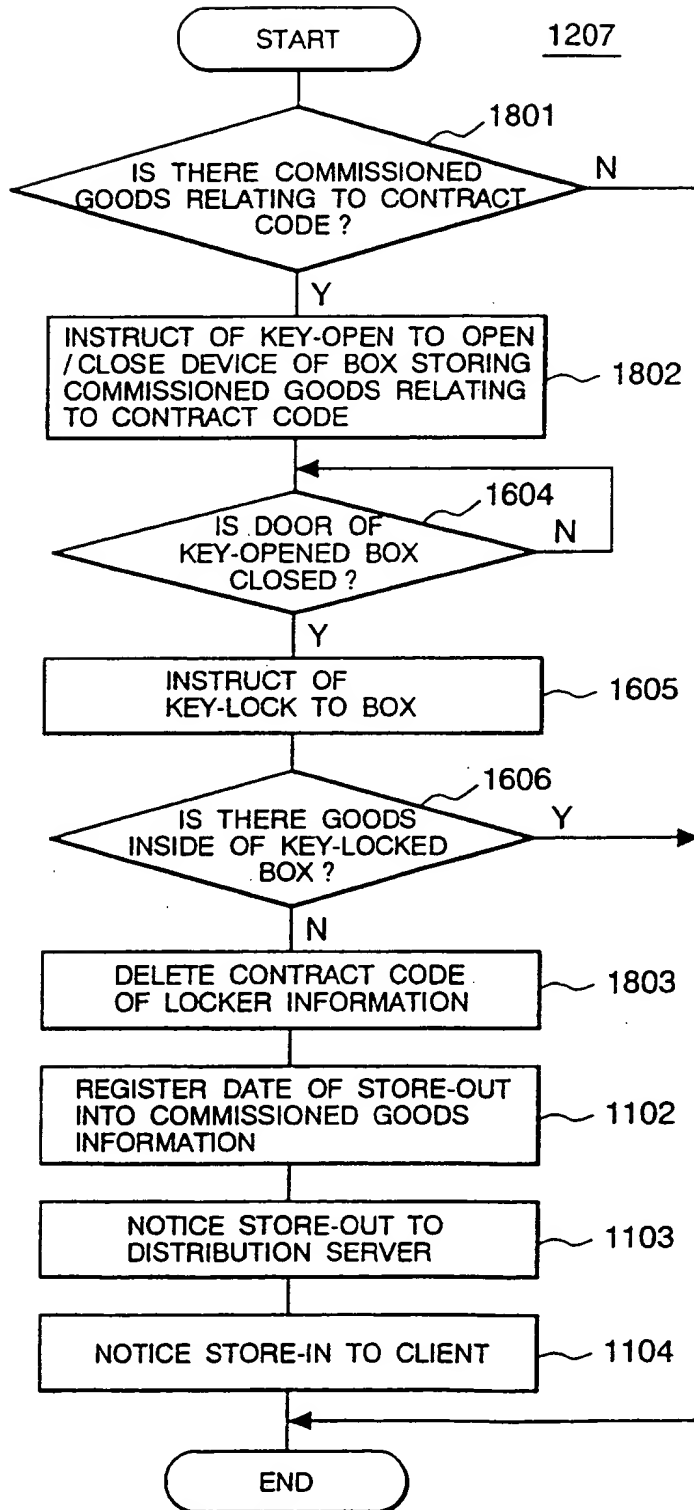 START
1207
1801
IS THERE COMMISSIONED
GOODS RELATING TO CONTRACT
CODE ?
N
Y
INSTRUCT OF KEY-OPEN TO OPEN
/ CLOSE DEVICE OF BOX STORING
COMMISSIONED GOODS RELATING
TO CONTRACT CODE
1802
1604
IS DOOR OF
KEY-OPENED BOX
CLOSED ?
N
Y
INSTRUCT OF
KEY-LOCK TO BOX
1605
1606
IS THERE GOODS
INSIDE OF KEY-LOCKED
BOX ?
Y
N
DELETE CONTRACT CODE
OF LOCKER INFORMATION
1803
REGISTER DATE OF STORE-OUT
INTO COMMISSIONED GOODS
INFORMATION
1102
NOTICE STORE-OUT TO
DISTRIBUTION SERVER
1103
NOTICE STORE-IN TO CLIENT
1104
END